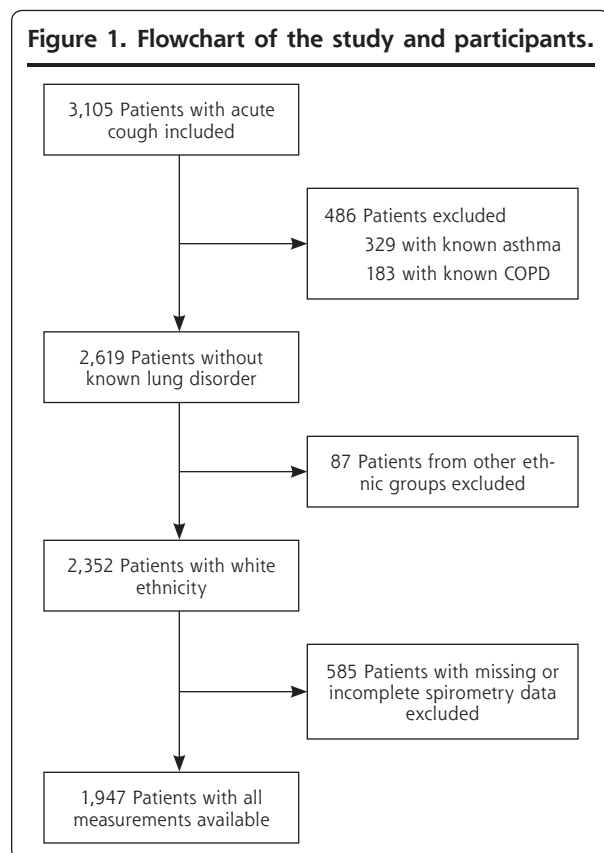 Figure 1. Flowchart of the study and participants.
3,105 Patients with acute
cough included
486 Patients excluded
329 with known asthma
183 with known COPD
2,619 Patients without
known lung disorder
87 Patients from other eth-
nic groups excluded
2,352 Patients with white
ethnicity
585 Patients with missing or
incomplete spirometry data
excluded
1,947 Patients with all
measurements available